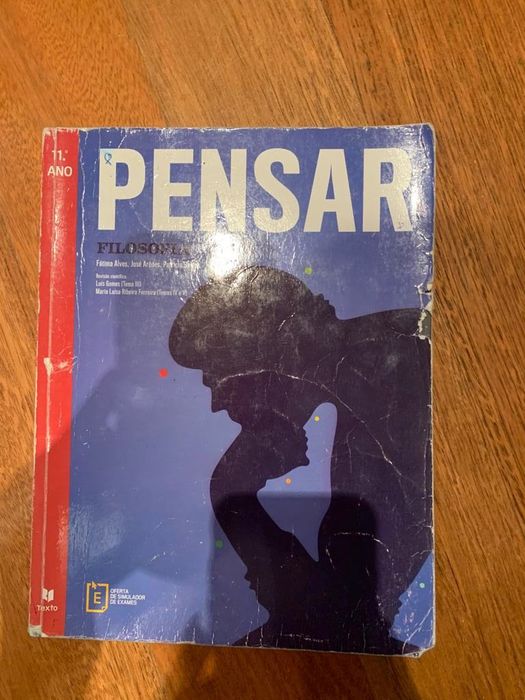 11.º
ANO
PENSAR
FILOSOFIA
Fátima Alves, José Arêdes,
Revisão científica:
Luís Gomes (Tema III)
Maria Luísa Ribeiro Ferreira (Temas IV e V)
E
OFERTA
DE SIMULADOR
DE EXAMES
Texto